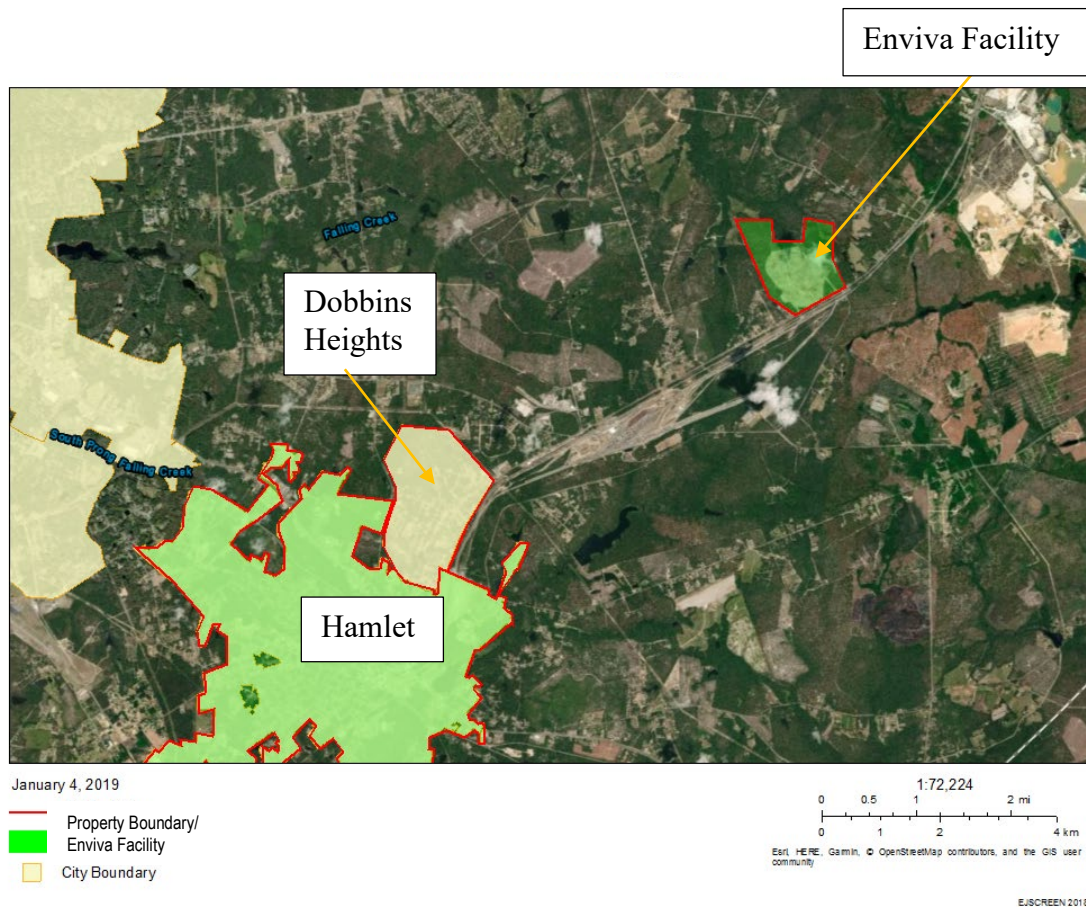 Enviva Facility
Falling Creek
Dobbins
Heights
South Prong Falling Creek
Hamlet
January 4, 2019
Property Boundary/
Enviva Facility
City Boundary
1:72,224
0 0.5 1 2 mi
0 1 2 4 km
Esri, HERE, Garmin, © OpenStreetMap contributors, and the GIS user
community
EJSCREEN 2018